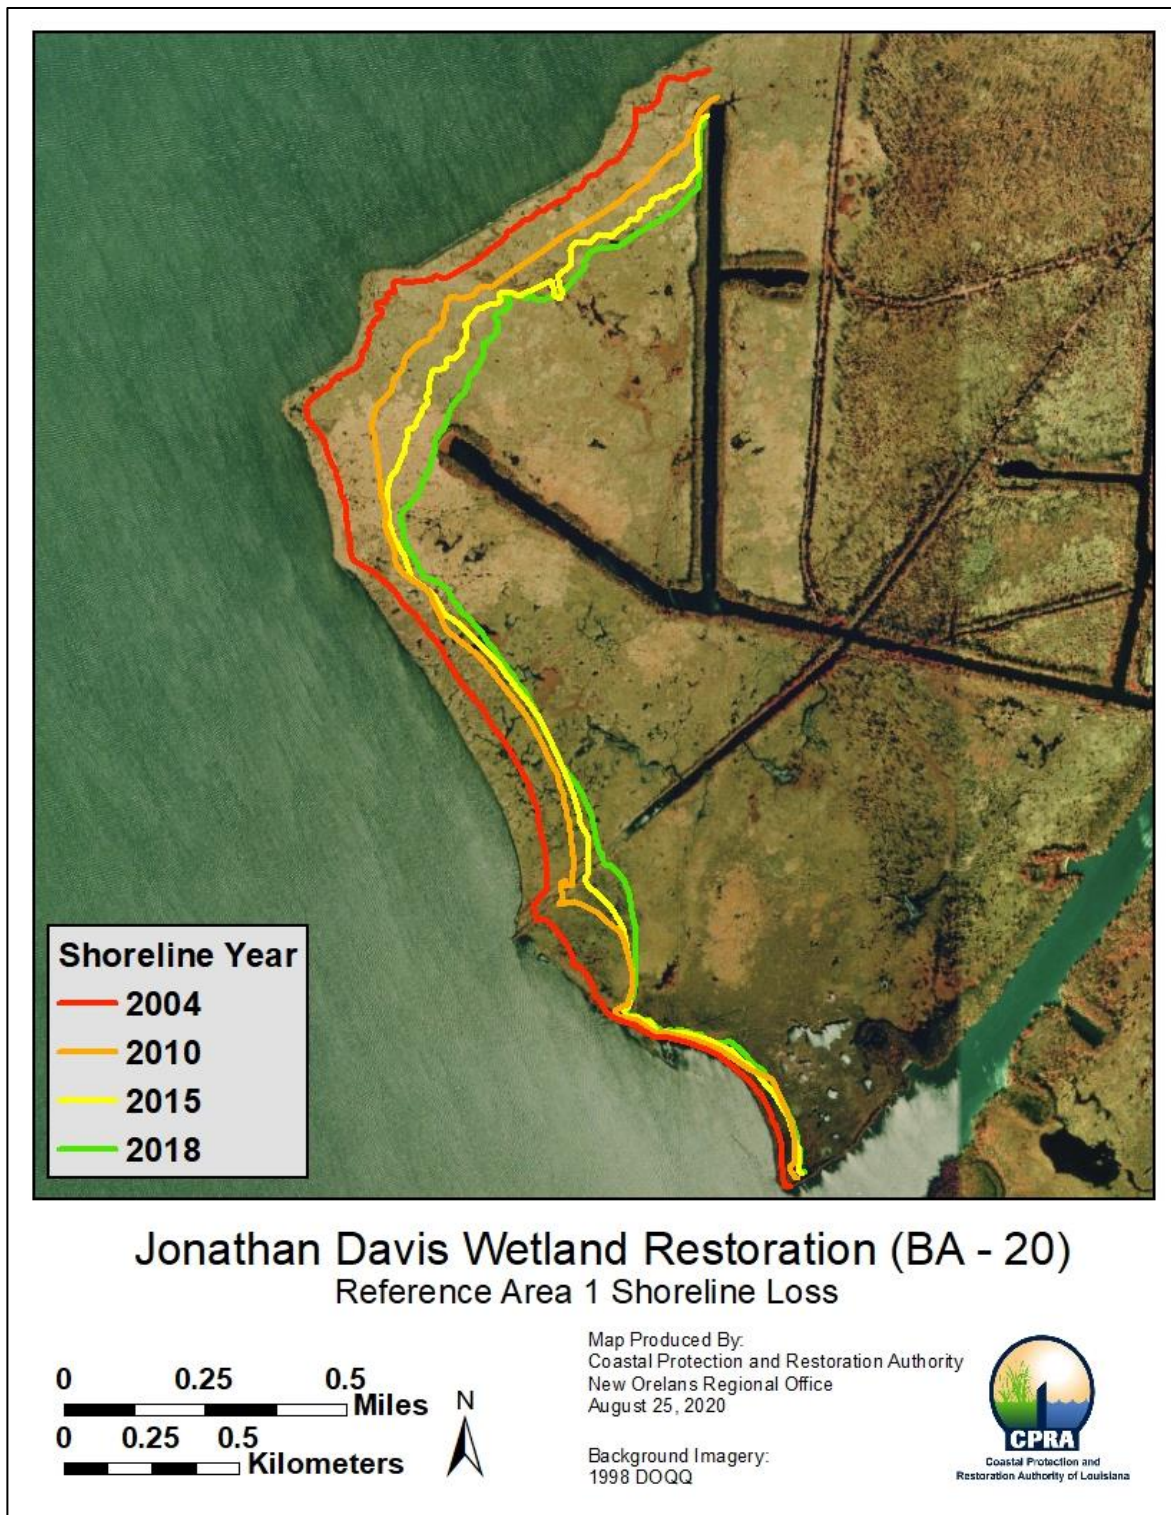 Shoreline Year
2004
2010
2015
2018
Jonathan Davis Wetland Restoration (BA - 20)
Reference Area 1 Shoreline Loss
0 0.25 0.5
Miles
0 0.25 0.5
Kilometers
N
Map Produced By:
Coastal Protection and Restoration Authority
New Orelans Regional Office
August 25, 2020
Background Imagery:
1998 DOQQ
CPRA
Coastal Protection and
Restoration Authority of Louisiana